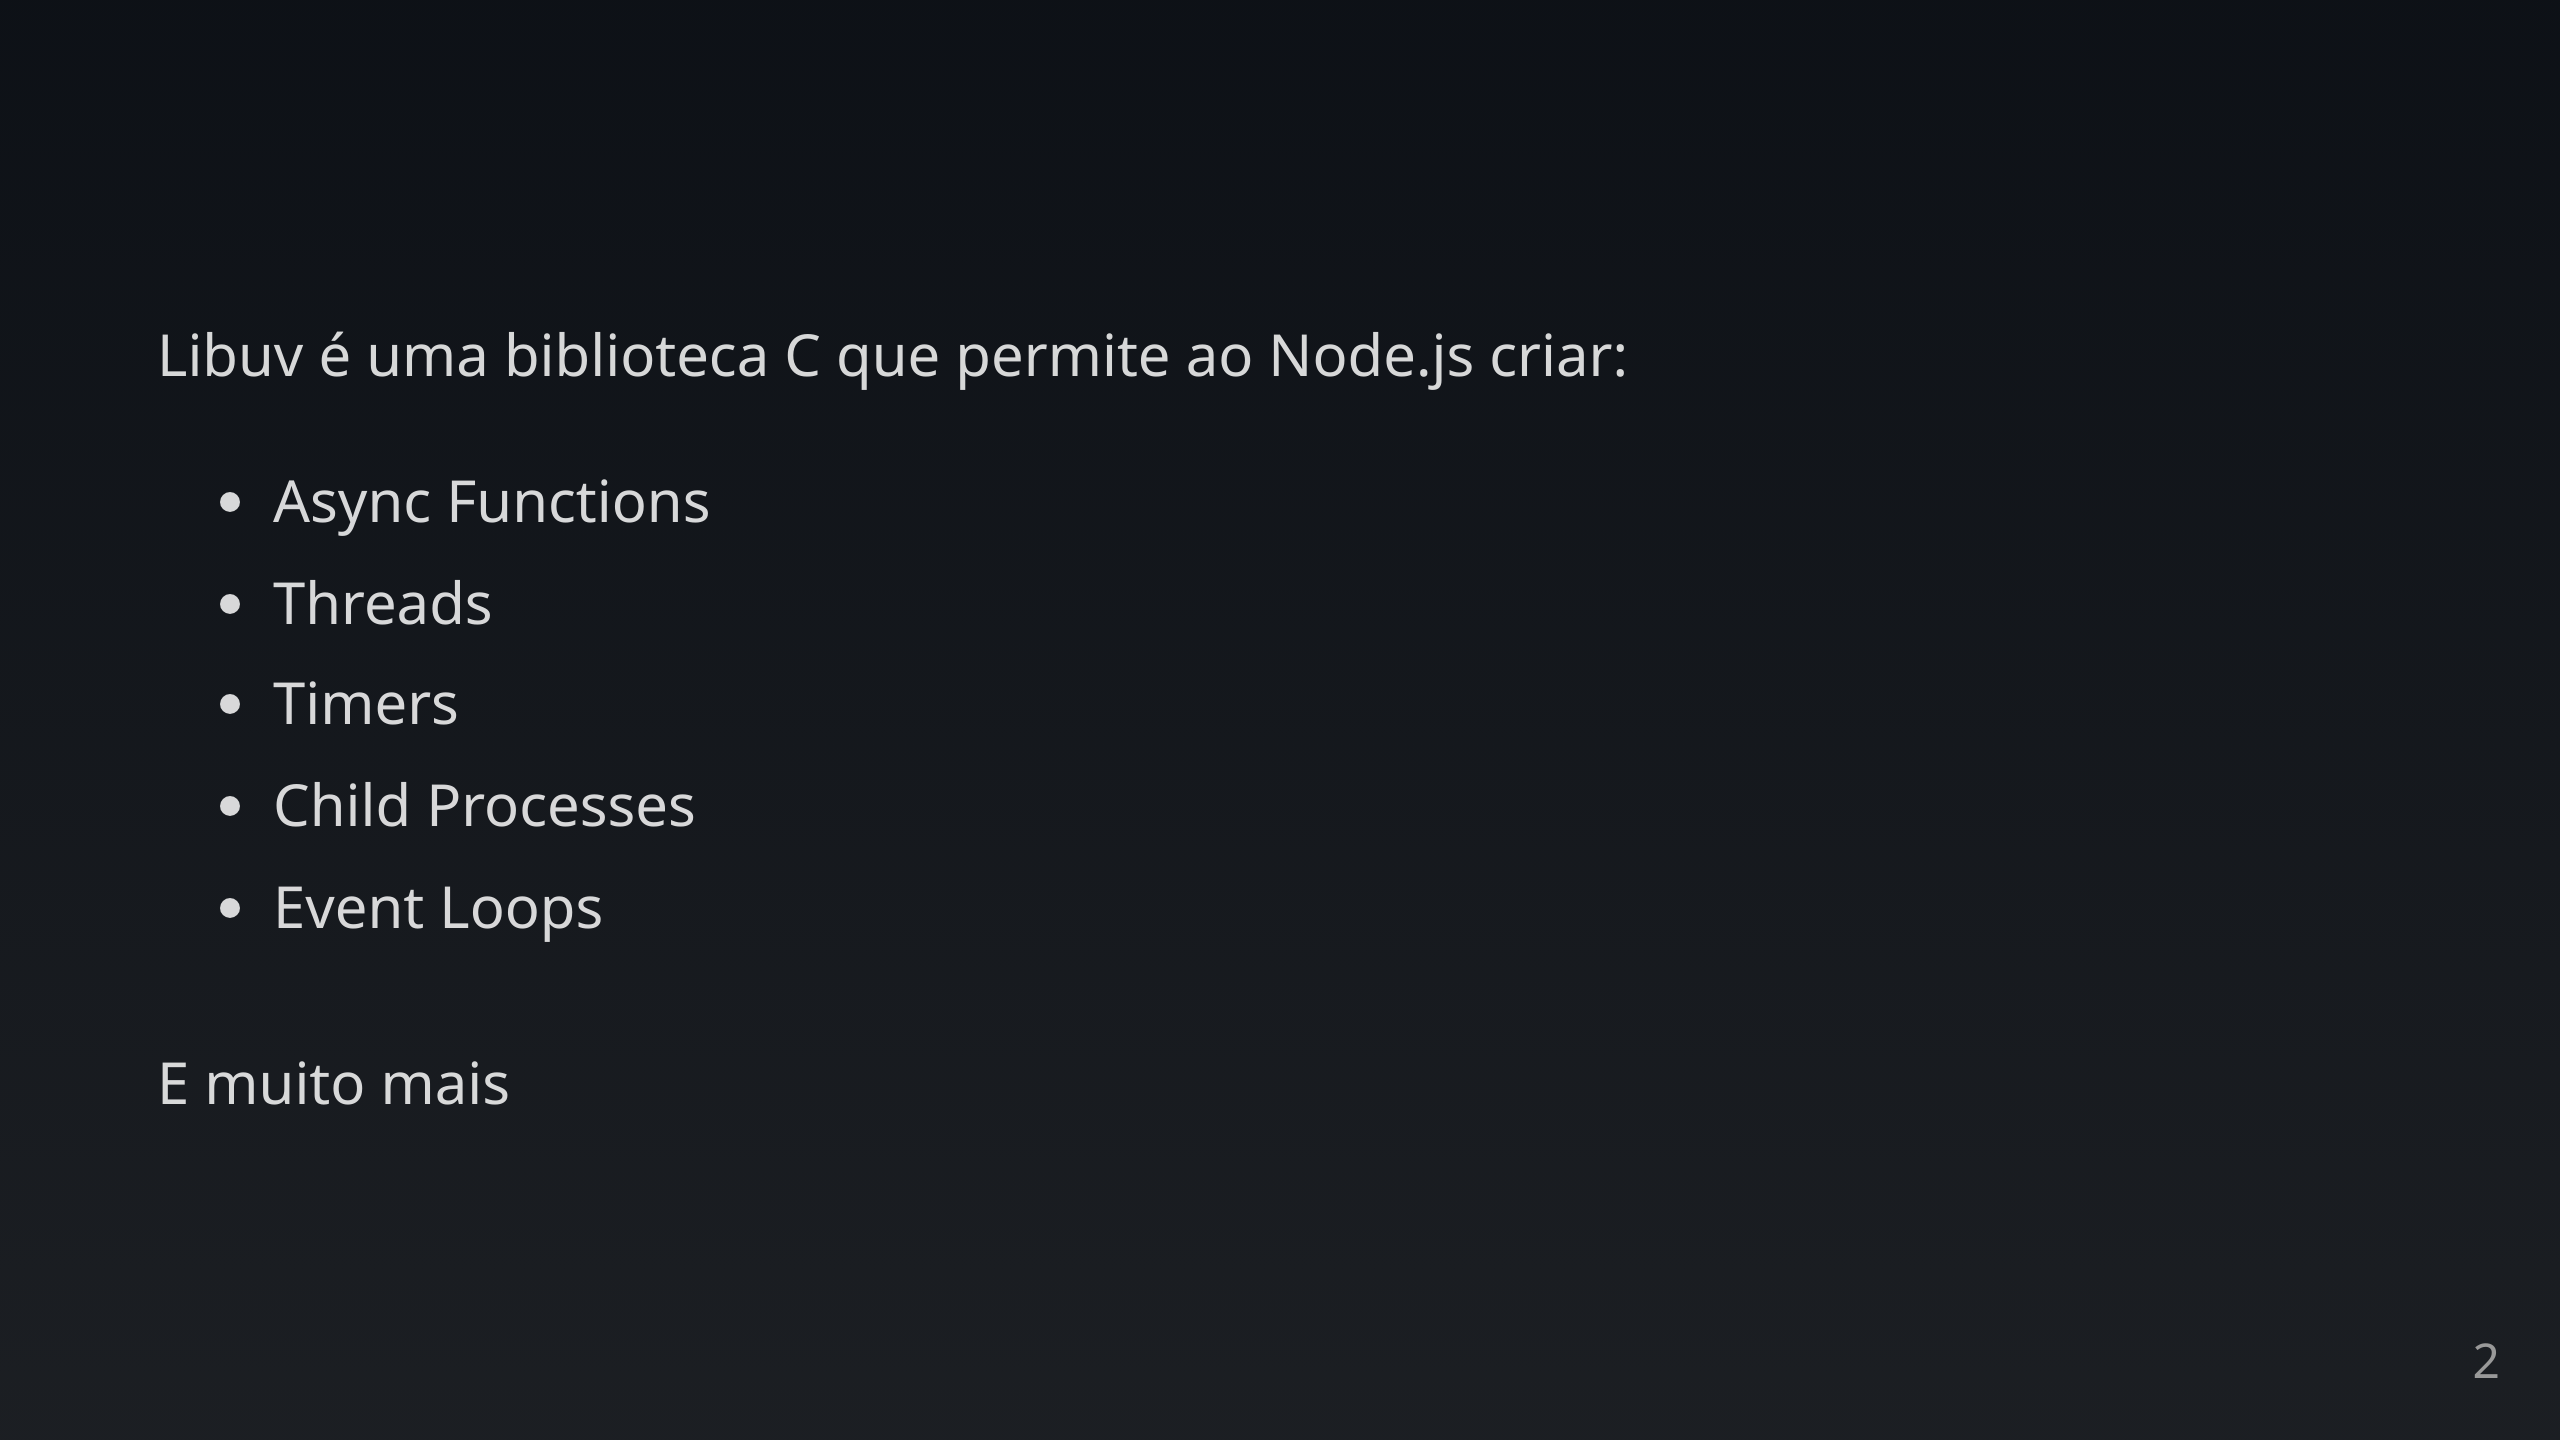 Libuv é uma biblioteca C que permite ao Node.js criar:
• Async Functions
• Threads
• Timers
• Child Processes
• Event Loops
E muito mais
2